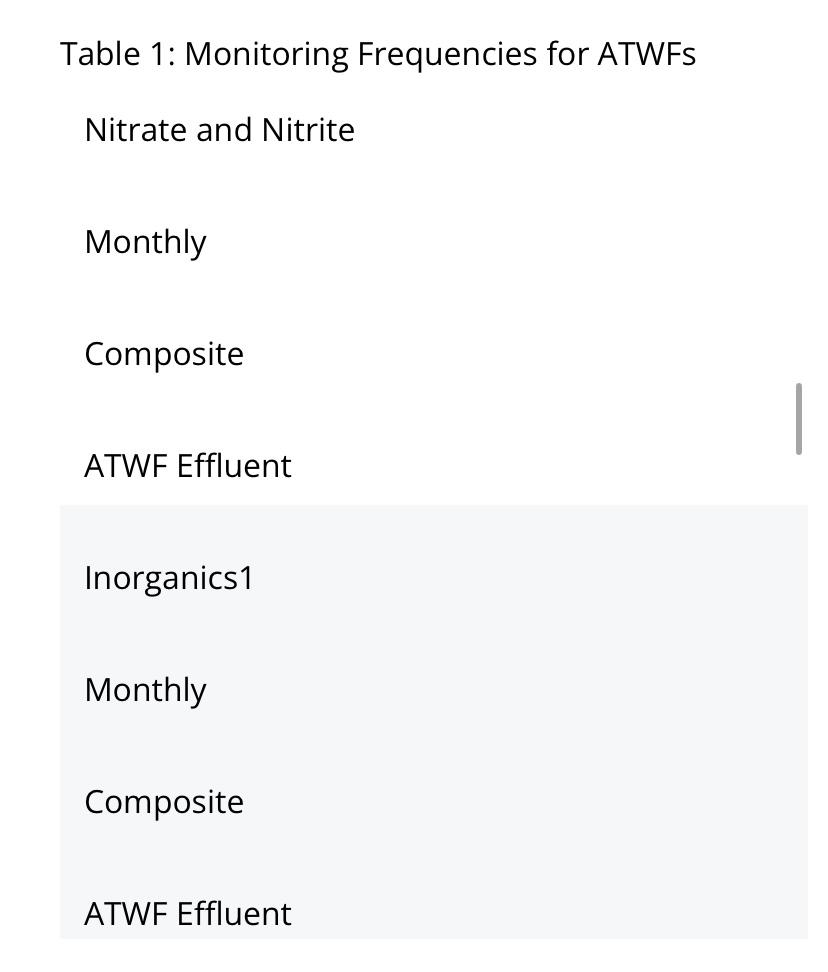 Table 1: Monitoring Frequencies for ATWFs
Nitrate and Nitrite
Monthly
Composite
ATWF Effluent
Inorganics1
Monthly
Composite
ATWF Effluent